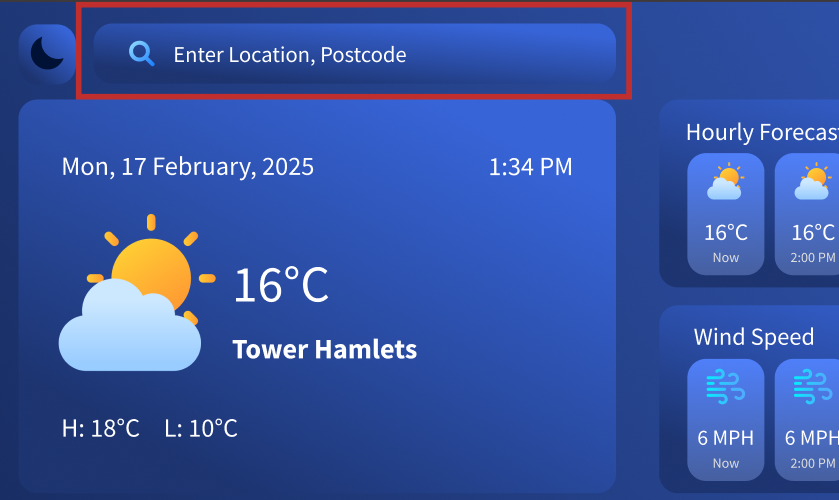 Enter Location, Postcode
Mon, 17 February, 2025
1:34 PM
16°C
Tower Hamlets
H: 18°C L: 10°C
Hourly Forecas
16°C
16°C
Now
2:00 PM
Wind Speed
6 MPH
6 MPH
Now
2:00 PM